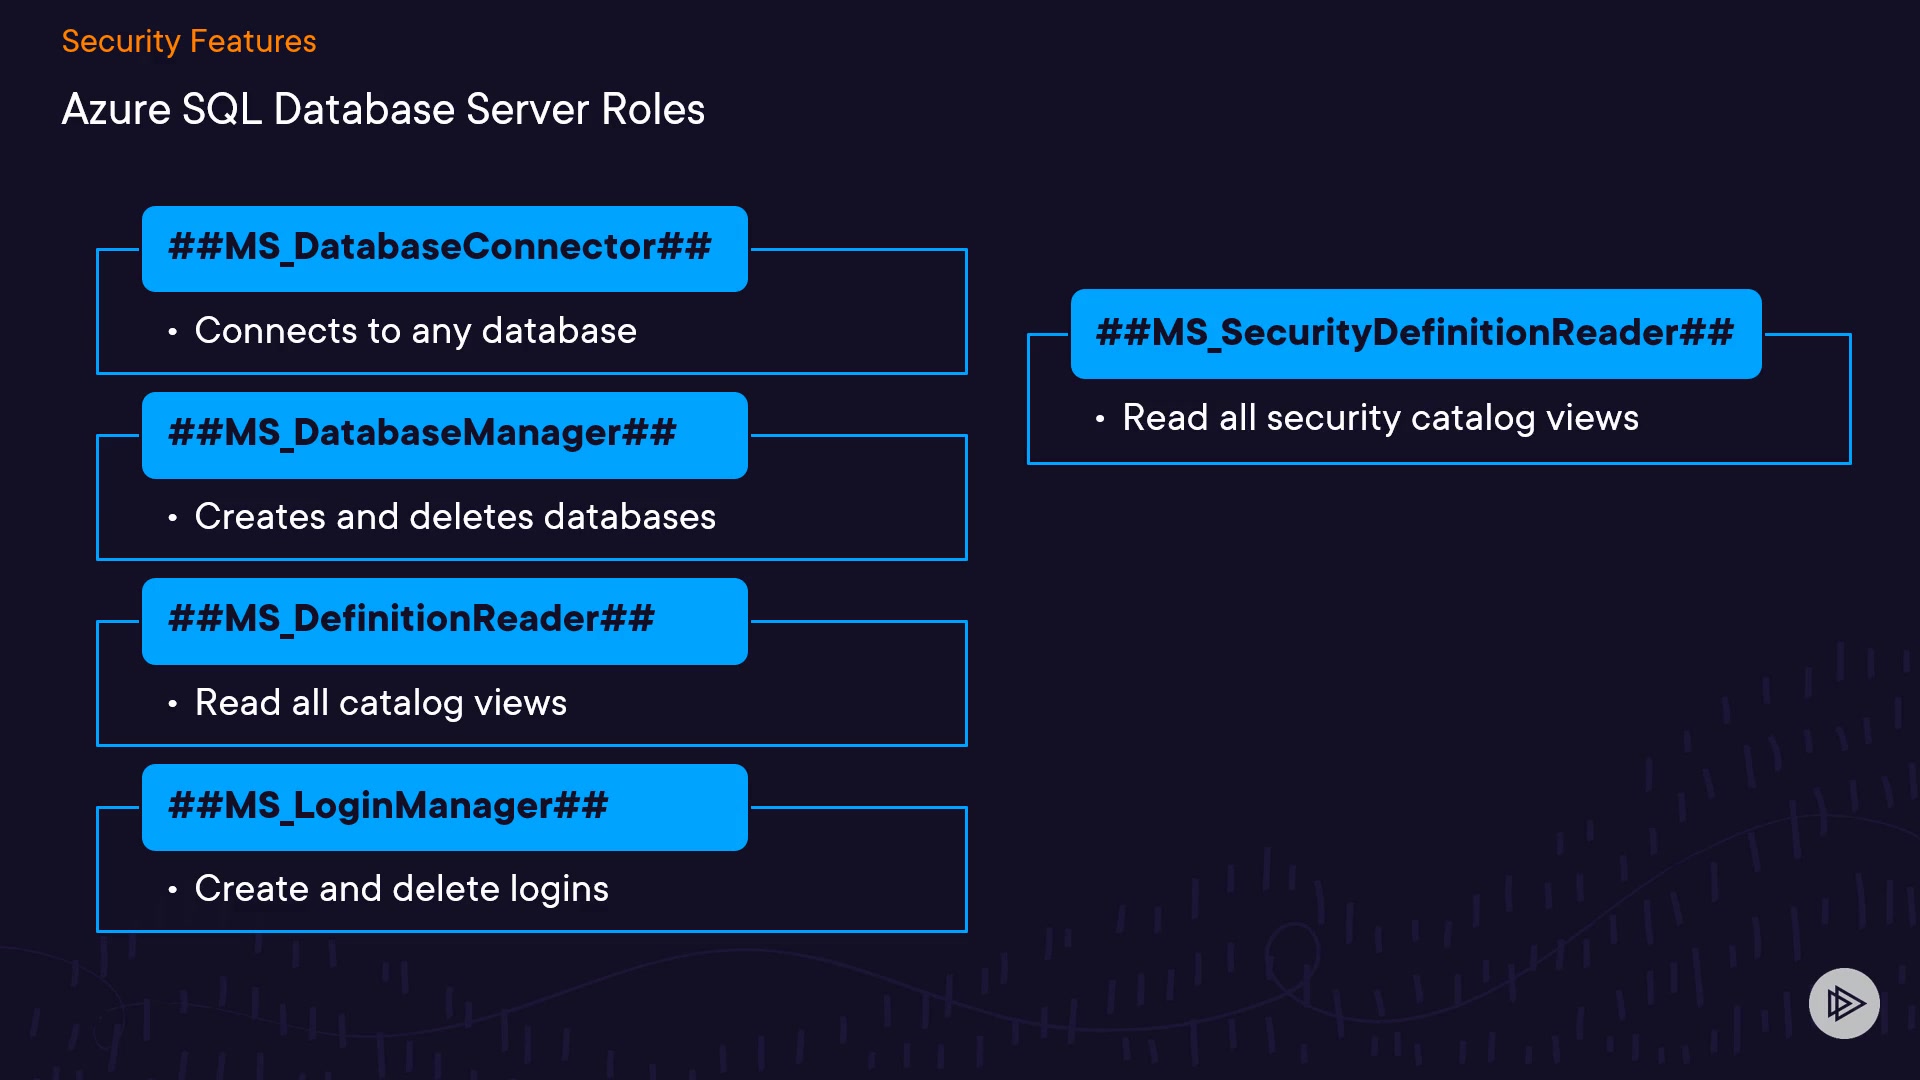 Security Features
Azure SQL Database Server Roles
##MS_DatabaseConnector##
• Connects to any database
##MS_DatabaseManager##
• Creates and deletes databases
##MS_DefinitionReader##
• Read all catalog views
##MS_LoginManager##
• Create and delete logins
##MS_SecurityDefinitionReader##
• Read all security catalog views